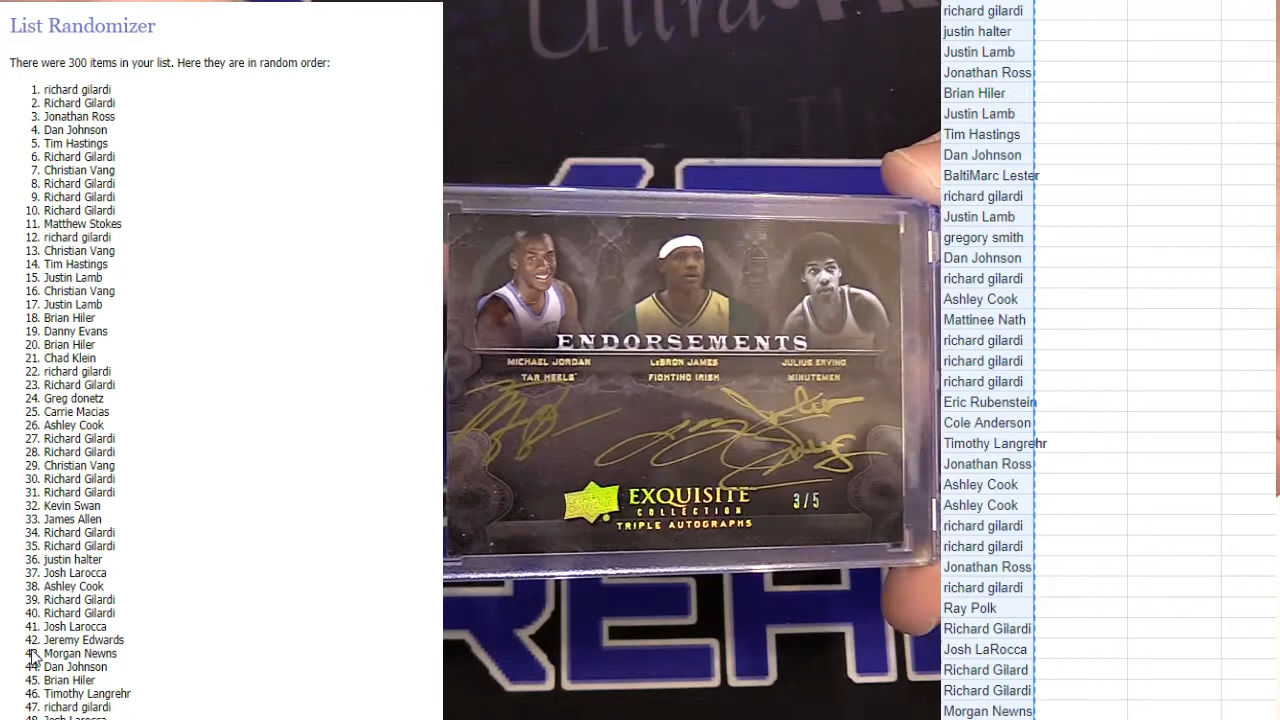 List Randomizer
There were 300 items in your list. Here they are in random order:
1. richard gilardi
2. Richard Gilardi
3. Jonathan Ross
4. Dan Johnson
5. Tim Hastings
6. Richard Gilardi
7. Christian Vang
8. Richard Gilardi
9. Richard Gilardi
10. Richard Gilardi
11. Matthew Stokes
12. richard gilardi
13. Christian Vang
14. Tim Hastings
15. Justin Lamb
16. Christian Vang
17. Justin Lamb
18. Brian Hiler
19. Danny Evans
20. Brian Hiler
21. Chad Klein
22. richard gilardi
23. Richard Gilardi
24. Greg donetz
25. Carrie Macias
26. Ashley Cook
27. Richard Gilardi
28. Richard Gilardi
29. Christian Vang
30. Richard Gilardi
31. Richard Gilardi
32. Kevin Swan
33. James Allen
34. Richard Gilardi
35. Richard Gilardi
36. justin halter
37. Josh Larocca
38. Ashley Cook
39. Richard Gilardi
40. Richard Gilardi
41. Josh Larocca
42. Jeremy Edwards
Morgan Newns
44. Dan Johnson
45. Brian Hiler
46. Timothy Langrehr
47. richard gilardi
48. Josh Larocca
Ultra
ENDORSEMENTS
MICHAEL JORDAN
TAR HEELS
LeBRON JAMES
FIGHTING IRISH
JULIUS ERVING
MINUTEMEN
EXQUISITE
COLLECTION
TRIPLE AUTOGRAPHS
3/5
richard gilardi
justin halter
Justin Lamb
Jonathan Ross
Brian Hiler
Justin Lamb
Tim Hastings
Dan Johnson
BaltiMarc Lester
richard gilardi
Justin Lamb
gregory smith
Dan Johnson
richard gilardi
Ashley Cook
Mattinee Nath
richard gilardi
richard gilardi
richard gilardi
Eric Rubenstein
Cole Anderson
Timothy Langrehr
Jonathan Ross
Ashley Cook
Ashley Cook
richard gilardi
richard gilardi
Jonathan Ross
richard gilardi
Ray Polk
Richard Gilardi
Josh LaRocca
Richard Gilard
Richard Gilardi
Morgan Newns